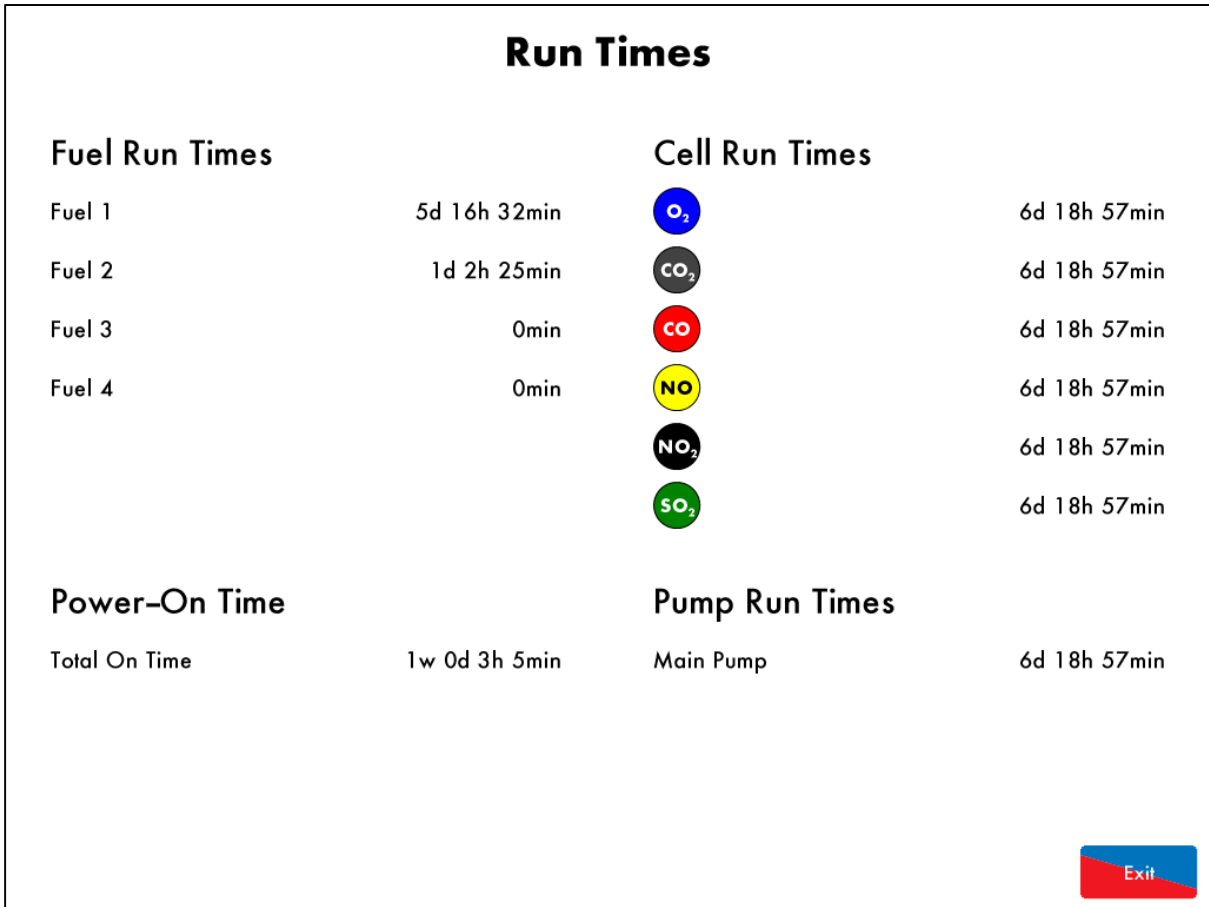 Run Times
Fuel Run Times
Fuel 1 5d 16h 32min
Fuel 2 1d 2h 25min
Fuel 3 0min
Fuel 4 0min
Cell Run Times
O₂ 6d 18h 57min
CO₂ 6d 18h 57min
CO 6d 18h 57min
NO 6d 18h 57min
NO₂ 6d 18h 57min
SO₂ 6d 18h 57min
Power–On Time
Total On Time 1w 0d 3h 5min
Pump Run Times
Main Pump 6d 18h 57min
Exit